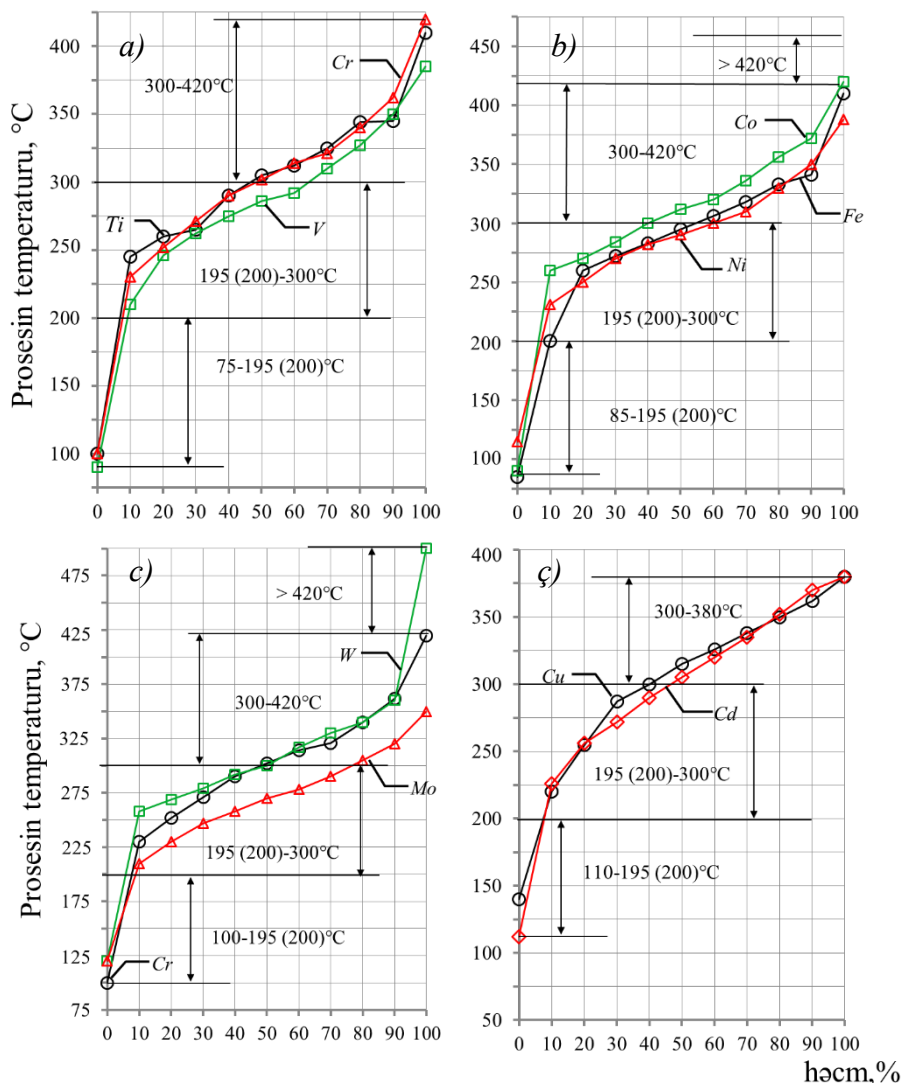 Prosesin temperaturu, °C
a)
400
350
300
250
200
150
100
300-420°C
Cr
Ti
V
195 (200)-300°C
75-195 (200)°C
0 10 20 30 40 50 60 70 80 90 100
b)
450
400
350
300
250
200
150
100
> 420°C
Co
300-420°C
Fe
Ni
195 (200)-300°C
85-195 (200)°C
0 10 20 30 40 50 60 70 80 90 100
Prosesin temperaturu, °C
c)
475
425
375
325
275
225
175
125
75
> 420°C
W
300-420°C
Mo
195 (200)-300°C
100-195 (200)°C
Cr
0 10 20 30 40 50 60 70 80 90 100
ç)
400
350
300
250
200
150
100
50
300-380°C
Cu
Cd
195 (200)-300°C
110-195 (200)°C
0 10 20 30 40 50 60 70 80 90 100
həcm,%